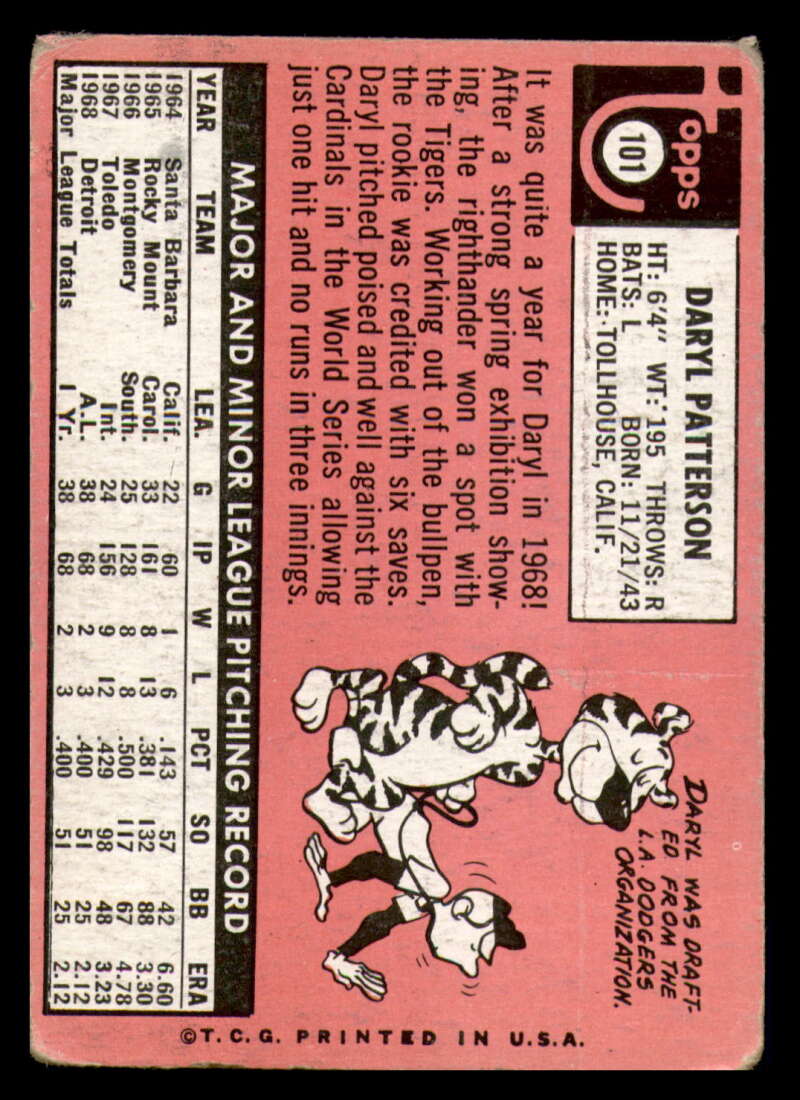 Topps
101
DARYL PATTERSON
HT: 6'4" WT: 195 THROWS: R
BATS: L BORN: 11/21/43
HOME: TOLLHOUSE, CALIF.
It was quite a year for Daryl in 1968!
After a strong spring exhibition show-
ing, the righthander won a spot with
the Tigers. Working out of the bullpen,
the rookie was credited with six saves.
Daryl pitched poised and well against the
Cardinals in the World Series allowing
just one hit and no runs in three innings.
DARYL WAS DRAFT-
ED FROM THE
L.A. DODGERS
ORGANIZATION.
MAJOR AND MINOR LEAGUE PITCHING RECORD
YEAR TEAM LEA. G IP W L PCT SO BB ERA
1964 Santa Barbara Calif. 22 60 1 6 .143 57 42 6.60
1965 Rocky Mount Carol. 33 161 8 13 .381 132 88 3.30
1966 Montgomery South. 25 128 8 8 .500 117 67 4.78
1967 Toledo Int. 24 156 9 12 .429 98 48 3.23
1968 Detroit A.L. 38 68 2 3 .400 51 25 2.12
Major League Totals 1 Yr. 38 68 2 3 .400 51 25 2.12
©T.C.G. PRINTED IN U.S.A.